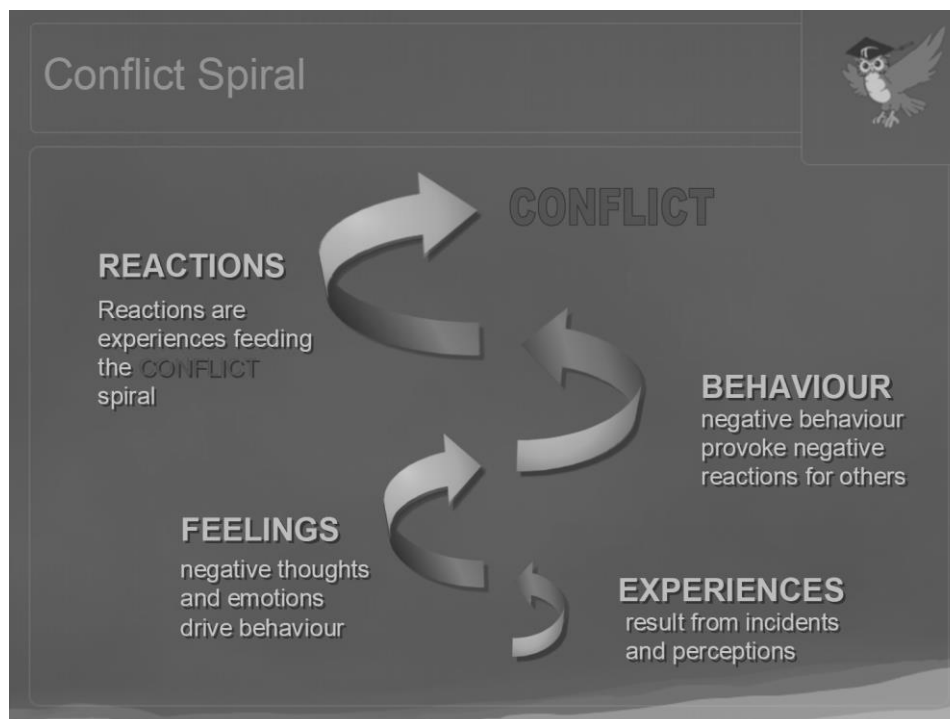 Conflict Spiral
CONFLICT
REACTIONS
Reactions are
experiences feeding
the CONFLICT
spiral
BEHAVIOUR
negative behaviour
provoke negative
reactions for others
FEELINGS
negative thoughts
and emotions
drive behaviour
EXPERIENCES
result from incidents
and perceptions